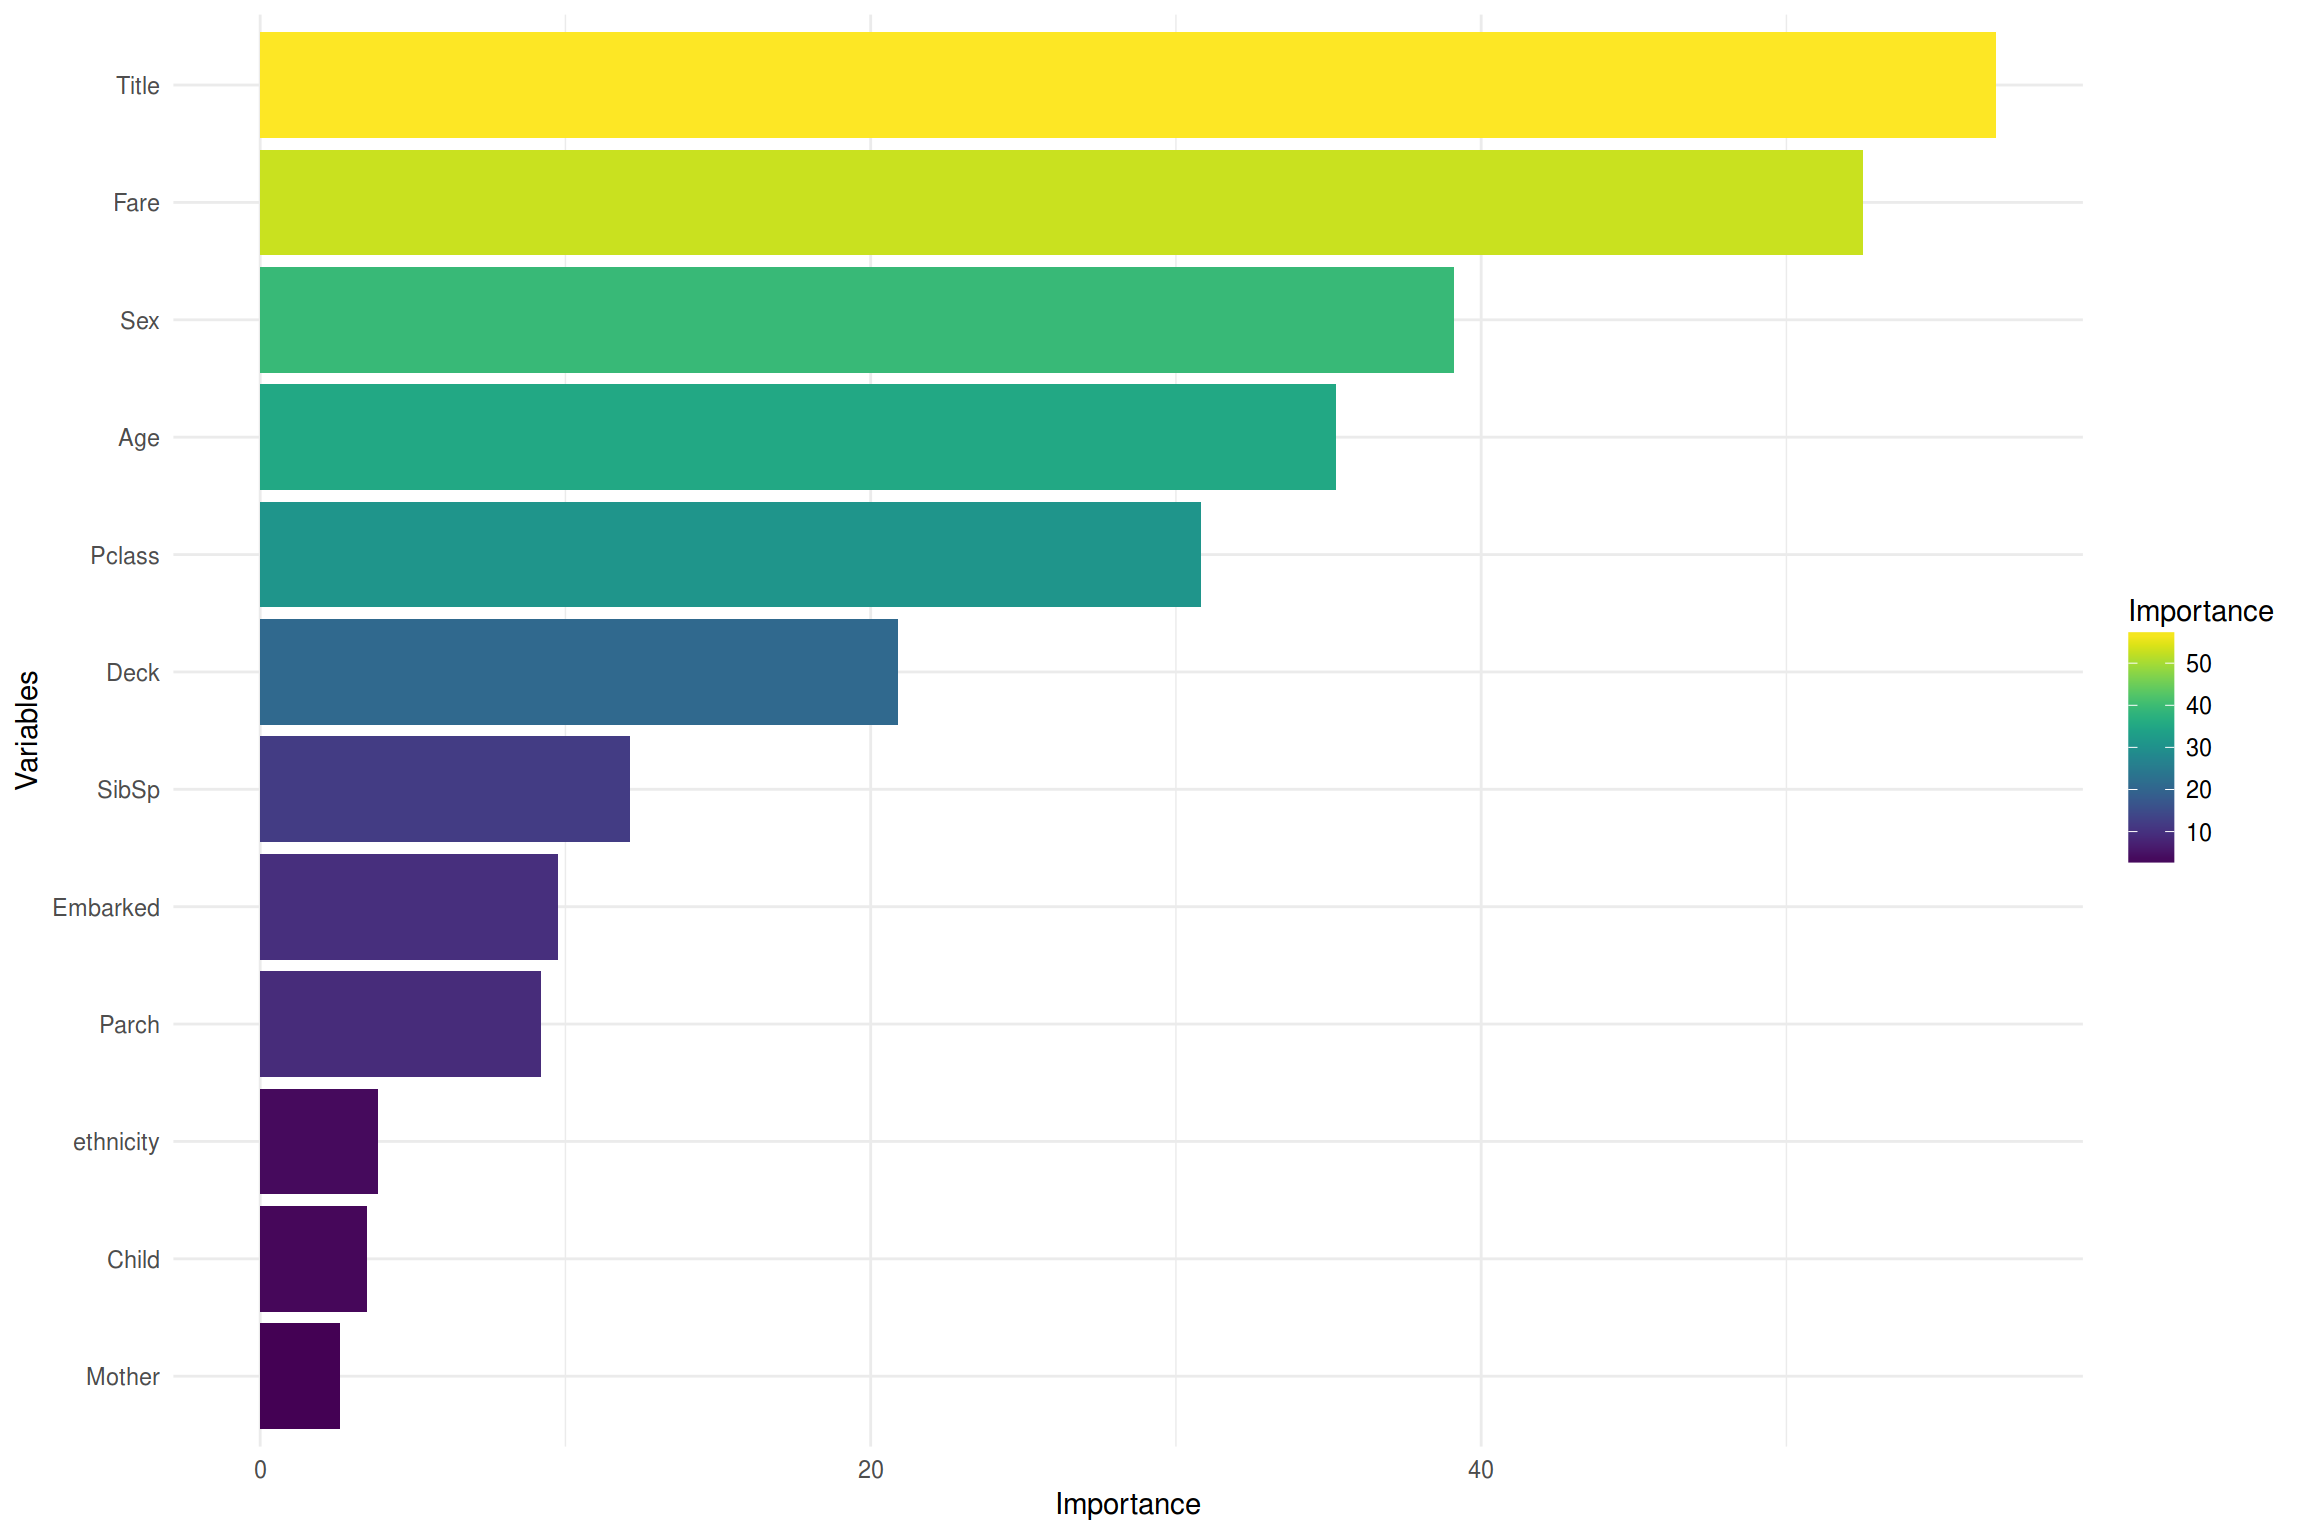 Title
Fare
Sex
Age
Pclass
Deck
SibSp
Embarked
Parch
ethnicity
Child
Mother
Variables
0 20 40
Importance
Importance
50
40
30
20
10